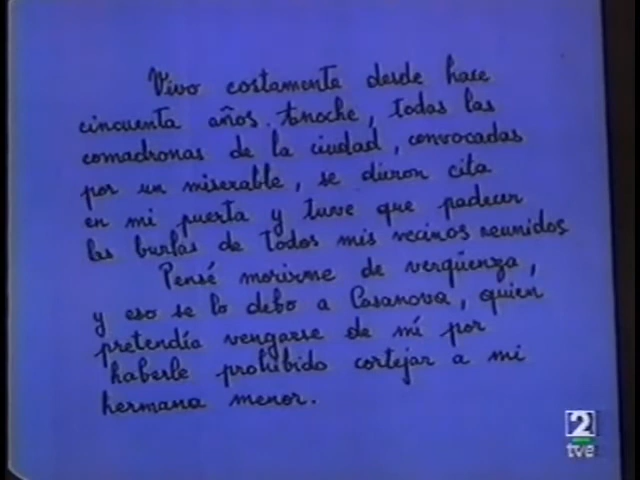 Vivo castamente desde hace
cincuenta años. Anoche, todas las
comadronas de la ciudad, convocadas
por un miserable, se dieron cita
en mi puerta y tuve que padecer
las burlas de todos mis vecinos reunidos
Pensé morirme de vergüenza,
y eso se lo debo a Casanova, quien
pretendía vengarse de mí por
haberle prohibido cortejar a mi
hermana menor.
2
tve